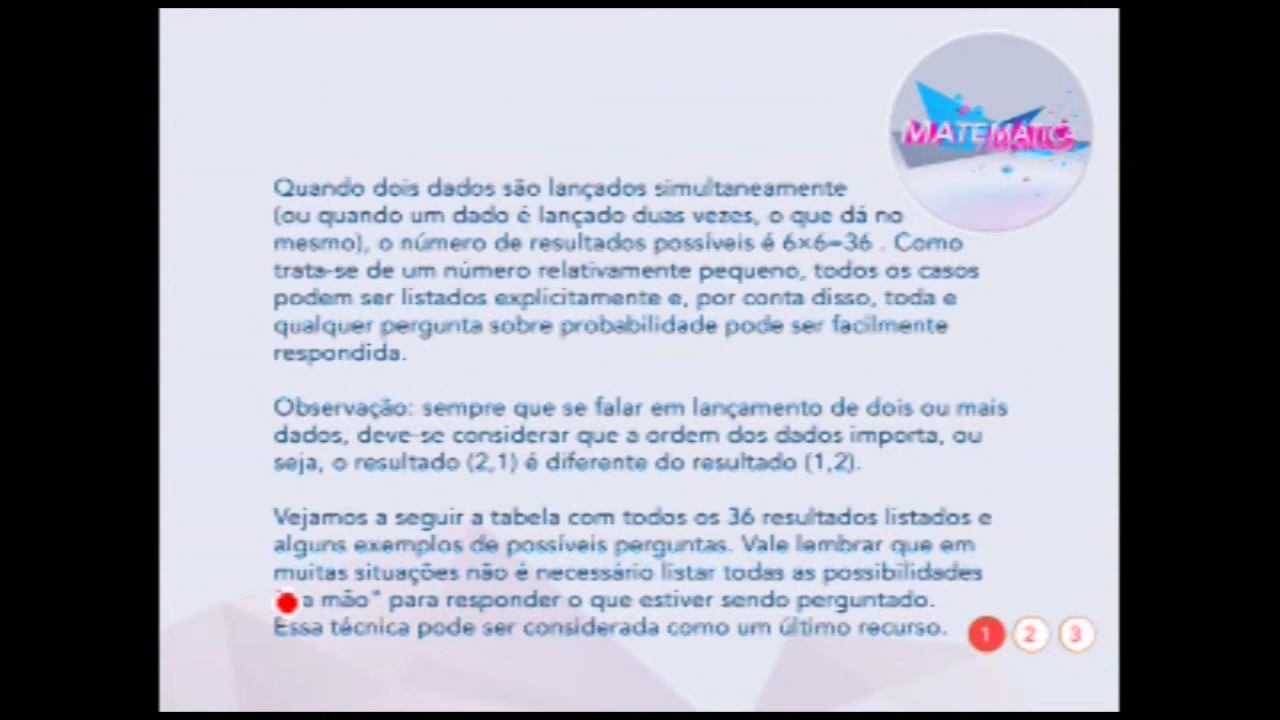 MATEMÁTICA
Quando dois dados são lançados simultaneamente
(ou quando um dado é lançado duas vezes, o que dá no
mesmo), o número de resultados possíveis é 6×6=36 . Como
trata-se de um número relativamente pequeno, todos os casos
podem ser listados explicitamente e, por conta disso, toda e
qualquer pergunta sobre probabilidade pode ser facilmente
respondida.
Observação: sempre que se falar em lançamento de dois ou mais
dados, deve-se considerar que a ordem dos dados importa, ou
seja, o resultado (2,1) é diferente do resultado (1,2).
Vejamos a seguir a tabela com todos os 36 resultados listados e
alguns exemplos de possíveis perguntas. Vale lembrar que em
muitas situações não é necessário listar todas as possibilidades
a mão" para responder o que estiver sendo perguntado.
Essa técnica pode ser considerada como um último recurso.
1 2 3